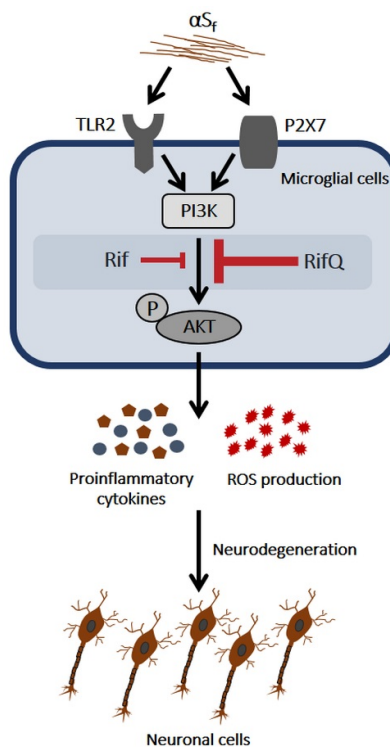 αSf
TLR2
P2X7
Microglial cells
PI3K
Rif
RifQ
P
AKT
Proinflammatory
cytokines
ROS production
Neurodegeneration
Neuronal cells